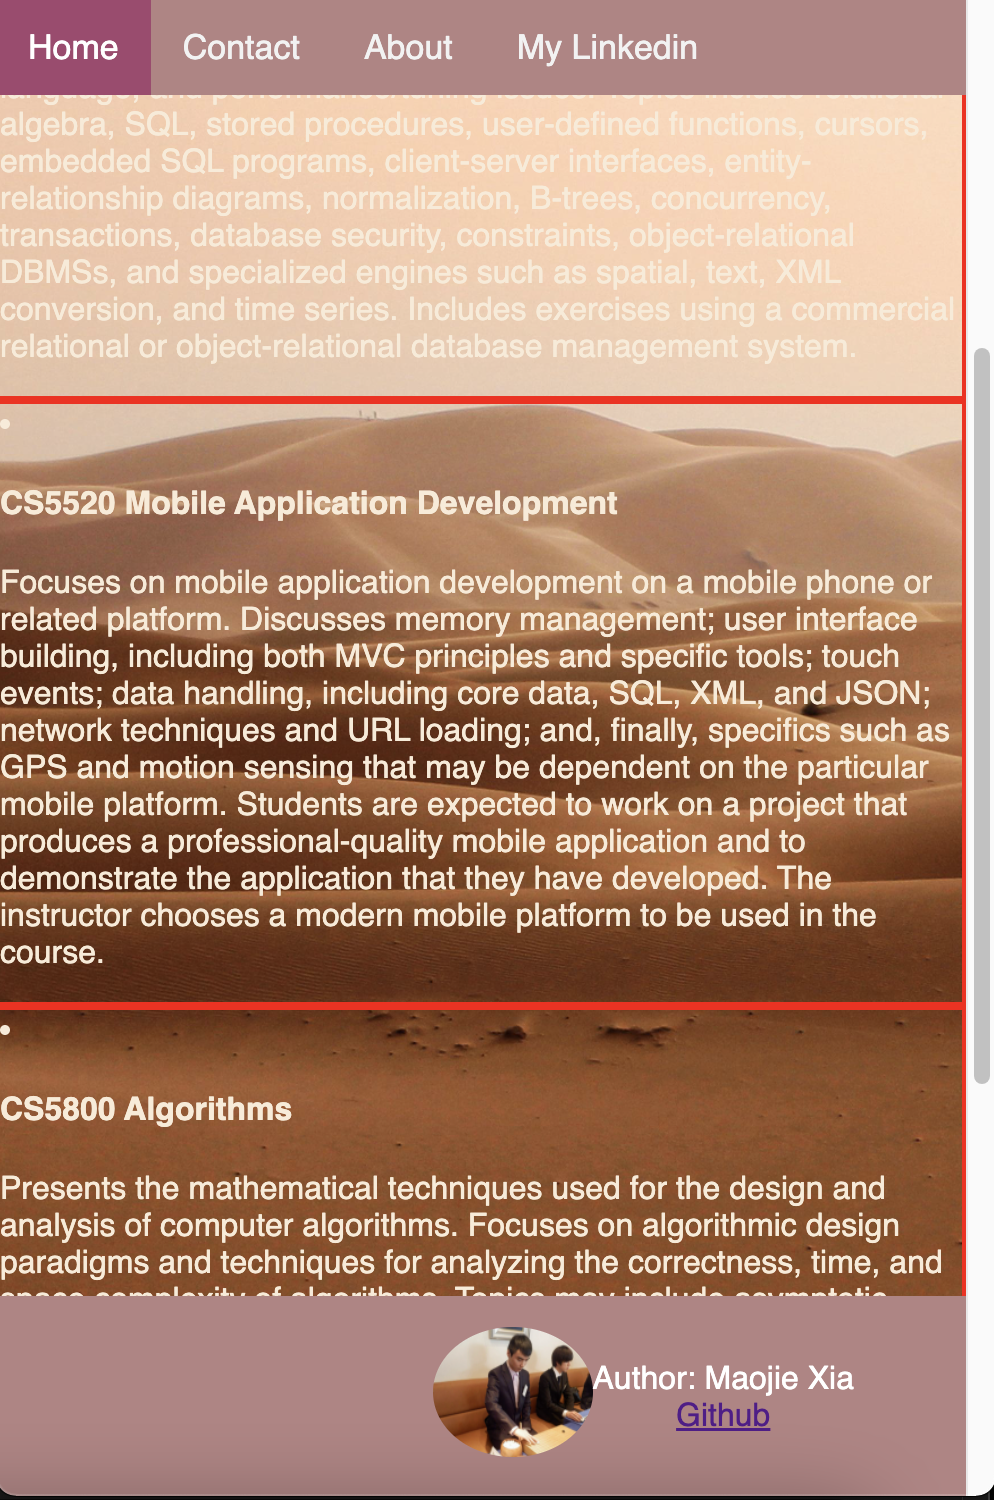 Home Contact About My Linkedin
algebra, SQL, stored procedures, user-defined functions, cursors,
embedded SQL programs, client-server interfaces, entity-
relationship diagrams, normalization, B-trees, concurrency,
transactions, database security, constraints, object-relational
DBMSs, and specialized engines such as spatial, text, XML
conversion, and time series. Includes exercises using a commercial
relational or object-relational database management system.
CS5520 Mobile Application Development
Focuses on mobile application development on a mobile phone or
related platform. Discusses memory management; user interface
building, including both MVC principles and specific tools; touch
events; data handling, including core data, SQL, XML, and JSON;
network techniques and URL loading; and, finally, specifics such as
GPS and motion sensing that may be dependent on the particular
mobile platform. Students are expected to work on a project that
produces a professional-quality mobile application and to
demonstrate the application that they have developed. The
instructor chooses a modern mobile platform to be used in the
course.
CS5800 Algorithms
Presents the mathematical techniques used for the design and
analysis of computer algorithms. Focuses on algorithmic design
paradigms and techniques for analyzing the correctness, time, and
space complexity of algorithms. Topics may include asymptotic
Author: Maojie Xia
Github